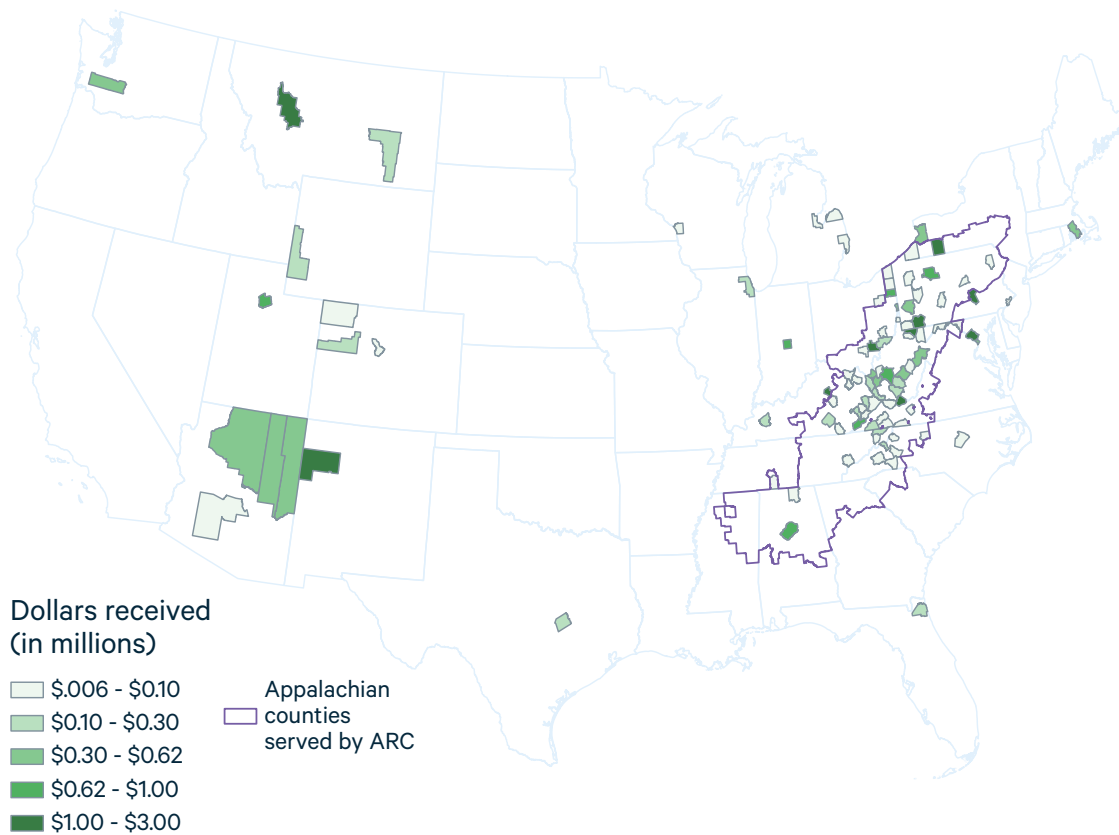 Dollars received
(in millions)
$.006 - $0.10
$0.10 - $0.30
$0.30 - $0.62
$0.62 - $1.00
$1.00 - $3.00
Appalachian
counties
served by ARC